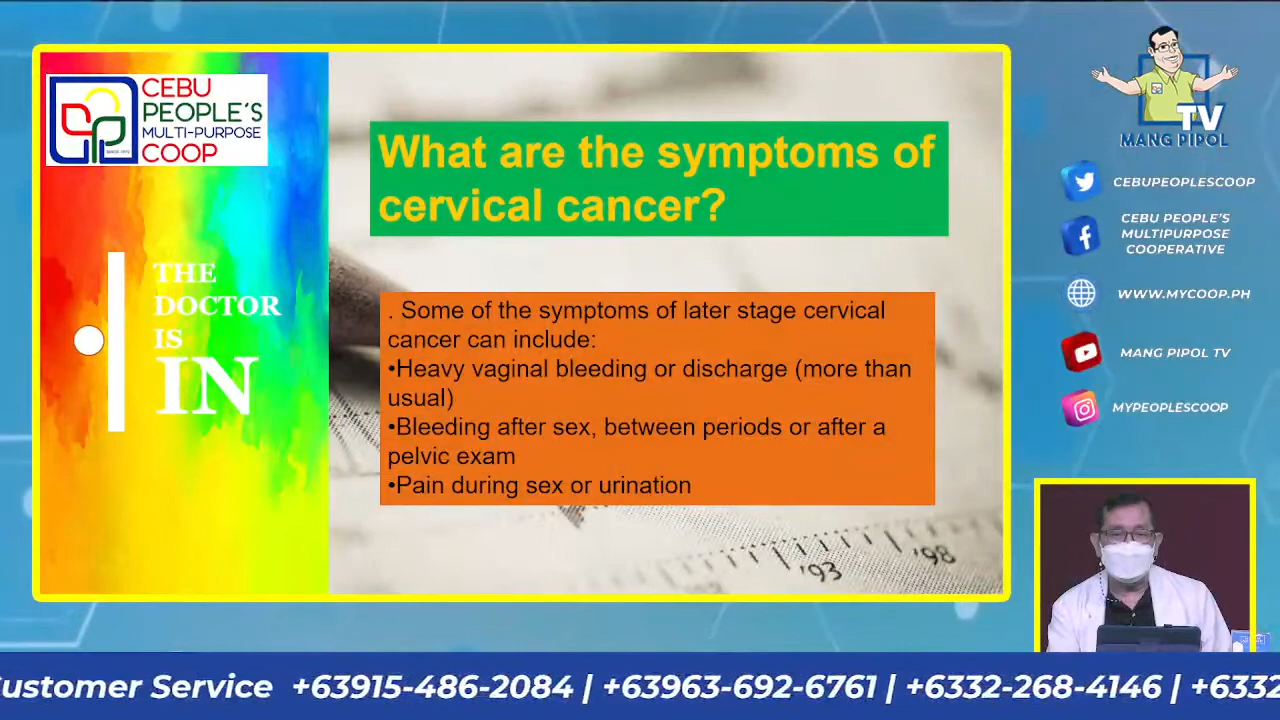 CEBU
PEOPLE'S
MULTI-PURPOSE
COOP
THE
DOCTOR
IS
IN
What are the symptoms of
cervical cancer?
. Some of the symptoms of later stage cervical
cancer can include:
•Heavy vaginal bleeding or discharge (more than
usual)
•Bleeding after sex, between periods or after a
pelvic exam
•Pain during sex or urination
'93
'98
TV
MANG PIPOL
CEBUPEOPLESCOOP
CEBU PEOPLE'S
MULTIPURPOSE
COOPERATIVE
WWW.MYCOOP.PH
MANG PIPOL TV
MYPEOPLESCOOP
Customer Service +63915-486-2084 | +63963-692-6761 | +6332-268-4146 | +6332